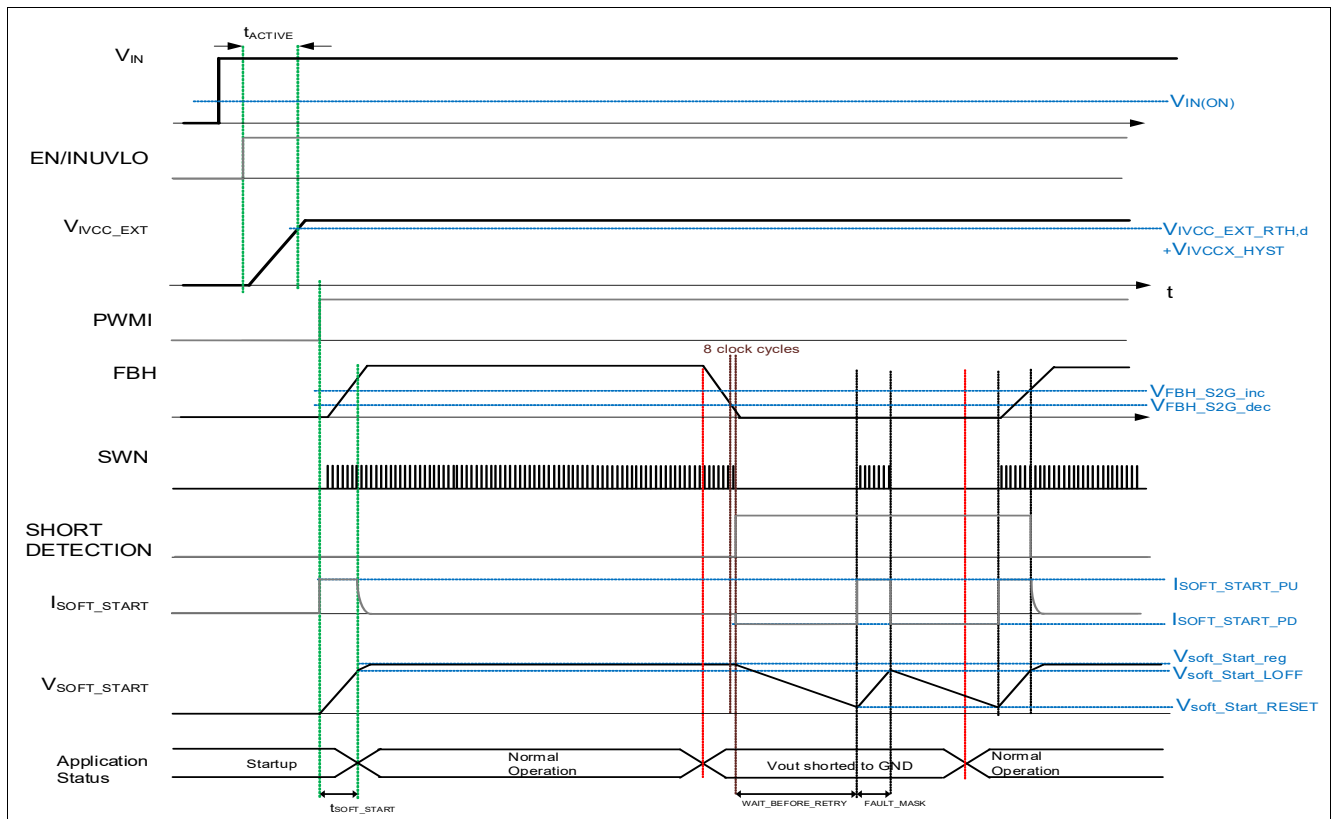 tACTIVE
VIN
VIN(ON)
EN/INUVLO
VIVCC_EXT
VIVCC_EXT_RTH,d
+VIVCCX_HYST
t
PWMI
8 clock cycles
FBH
VFBH_S2G_inc
VFBH_S2G_dec
SWN
SHORT
DETECTION
ISOFT_START
ISOFT_START_PU
ISOFT_START_PD
VSOFT_START
Vsoft_Start_reg
Vsoft_Start_LOFF
Vsoft_Start_RESET
Application
Status
Startup
Normal
Operation
Vout shorted to GND
Normal
Operation
tSOFT_START
WAIT_BEFORE_RETRY
FAULT_MASK